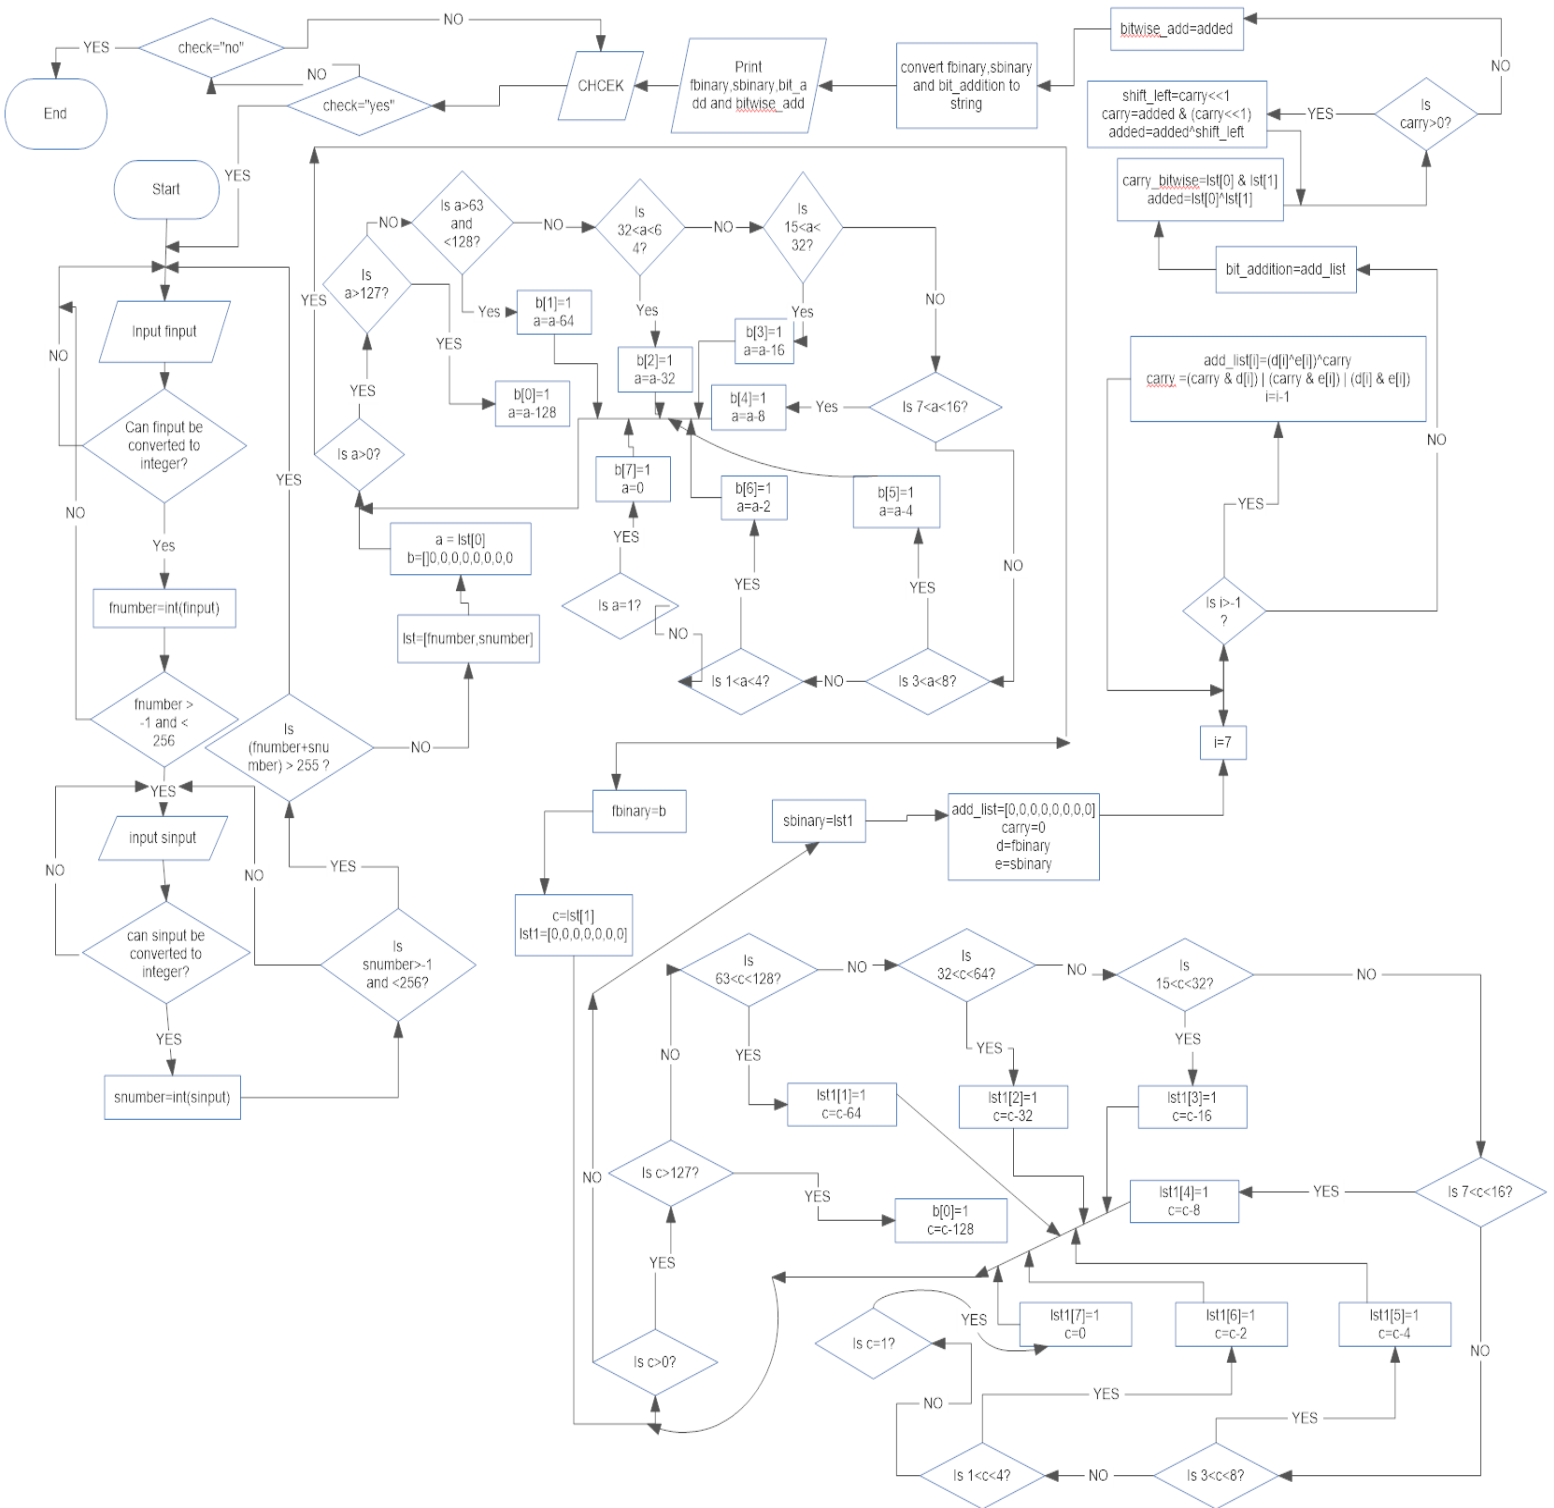 NO
YES
check="no"
NO
End
check="yes"
CHCEK
Print
fbinary,sbinary,bit_a
dd and bitwise_add
convert fbinary,sbinary
and bit_addition to
string
bitwise_add=added
NO
shift_left=carry<<1
carry=added & (carry<<1)
added=added^shift_left
YES
Is
carry>0?
carry_bitwise=lst[0] & lst[1]
added=lst[0]^lst[1]
bit_addition=add_list
YES
Start
Input finput
NO
Can finput be
converted to
integer?
NO
Yes
fnumber=int(finput)
fnumber >
-1 and <
256
YES
input sinput
NO
NO
can sinput be
converted to
integer?
YES
snumber=int(sinput)
Is
snumber>-1
and <256?
YES
Is
(fnumber+snu
mber) > 255 ?
YES
NO
lst=[fnumber,snumber]
a = lst[0]
b=[]0,0,0,0,0,0,0,0
Is a>0?
YES
YES
Is
a>127?
NO
YES
b[0]=1
a=a-128
Is a>63
and
<128?
NO
Yes
b[1]=1
a=a-64
Is
32<a<6
4?
NO
Yes
b[2]=1
a=a-32
Is
15<a<
32?
Yes
b[3]=1
a=a-16
NO
Is 7<a<16?
Yes
b[4]=1
a=a-8
NO
Is 3<a<8?
YES
b[5]=1
a=a-4
NO
Is 1<a<4?
YES
b[6]=1
a=a-2
NO
Is a=1?
YES
b[7]=1
a=0
add_list[i]=(d[i]^e[i])^carry
carry =(carry & d[i]) | (carry & e[i]) | (d[i] & e[i])
i=i-1
NO
YES
Is i>-1
?
i=7
fbinary=b
sbinary=lst1
add_list=[0,0,0,0,0,0,0,0]
carry=0
d=fbinary
e=sbinary
c=lst[1]
lst1=[0,0,0,0,0,0,0]
Is
63<c<128?
NO
Is
32<c<64?
NO
Is
15<c<32?
NO
NO
YES
YES
YES
lst1[1]=1
c=c-64
lst1[2]=1
c=c-32
lst1[3]=1
c=c-16
NO
Is c>127?
YES
b[0]=1
c=c-128
lst1[4]=1
c=c-8
YES
Is 7<c<16?
YES
Is c>0?
Is c=1?
YES
lst1[7]=1
c=0
lst1[6]=1
c=c-2
lst1[5]=1
c=c-4
NO
NO
YES
YES
Is 1<c<4?
NO
Is 3<c<8?